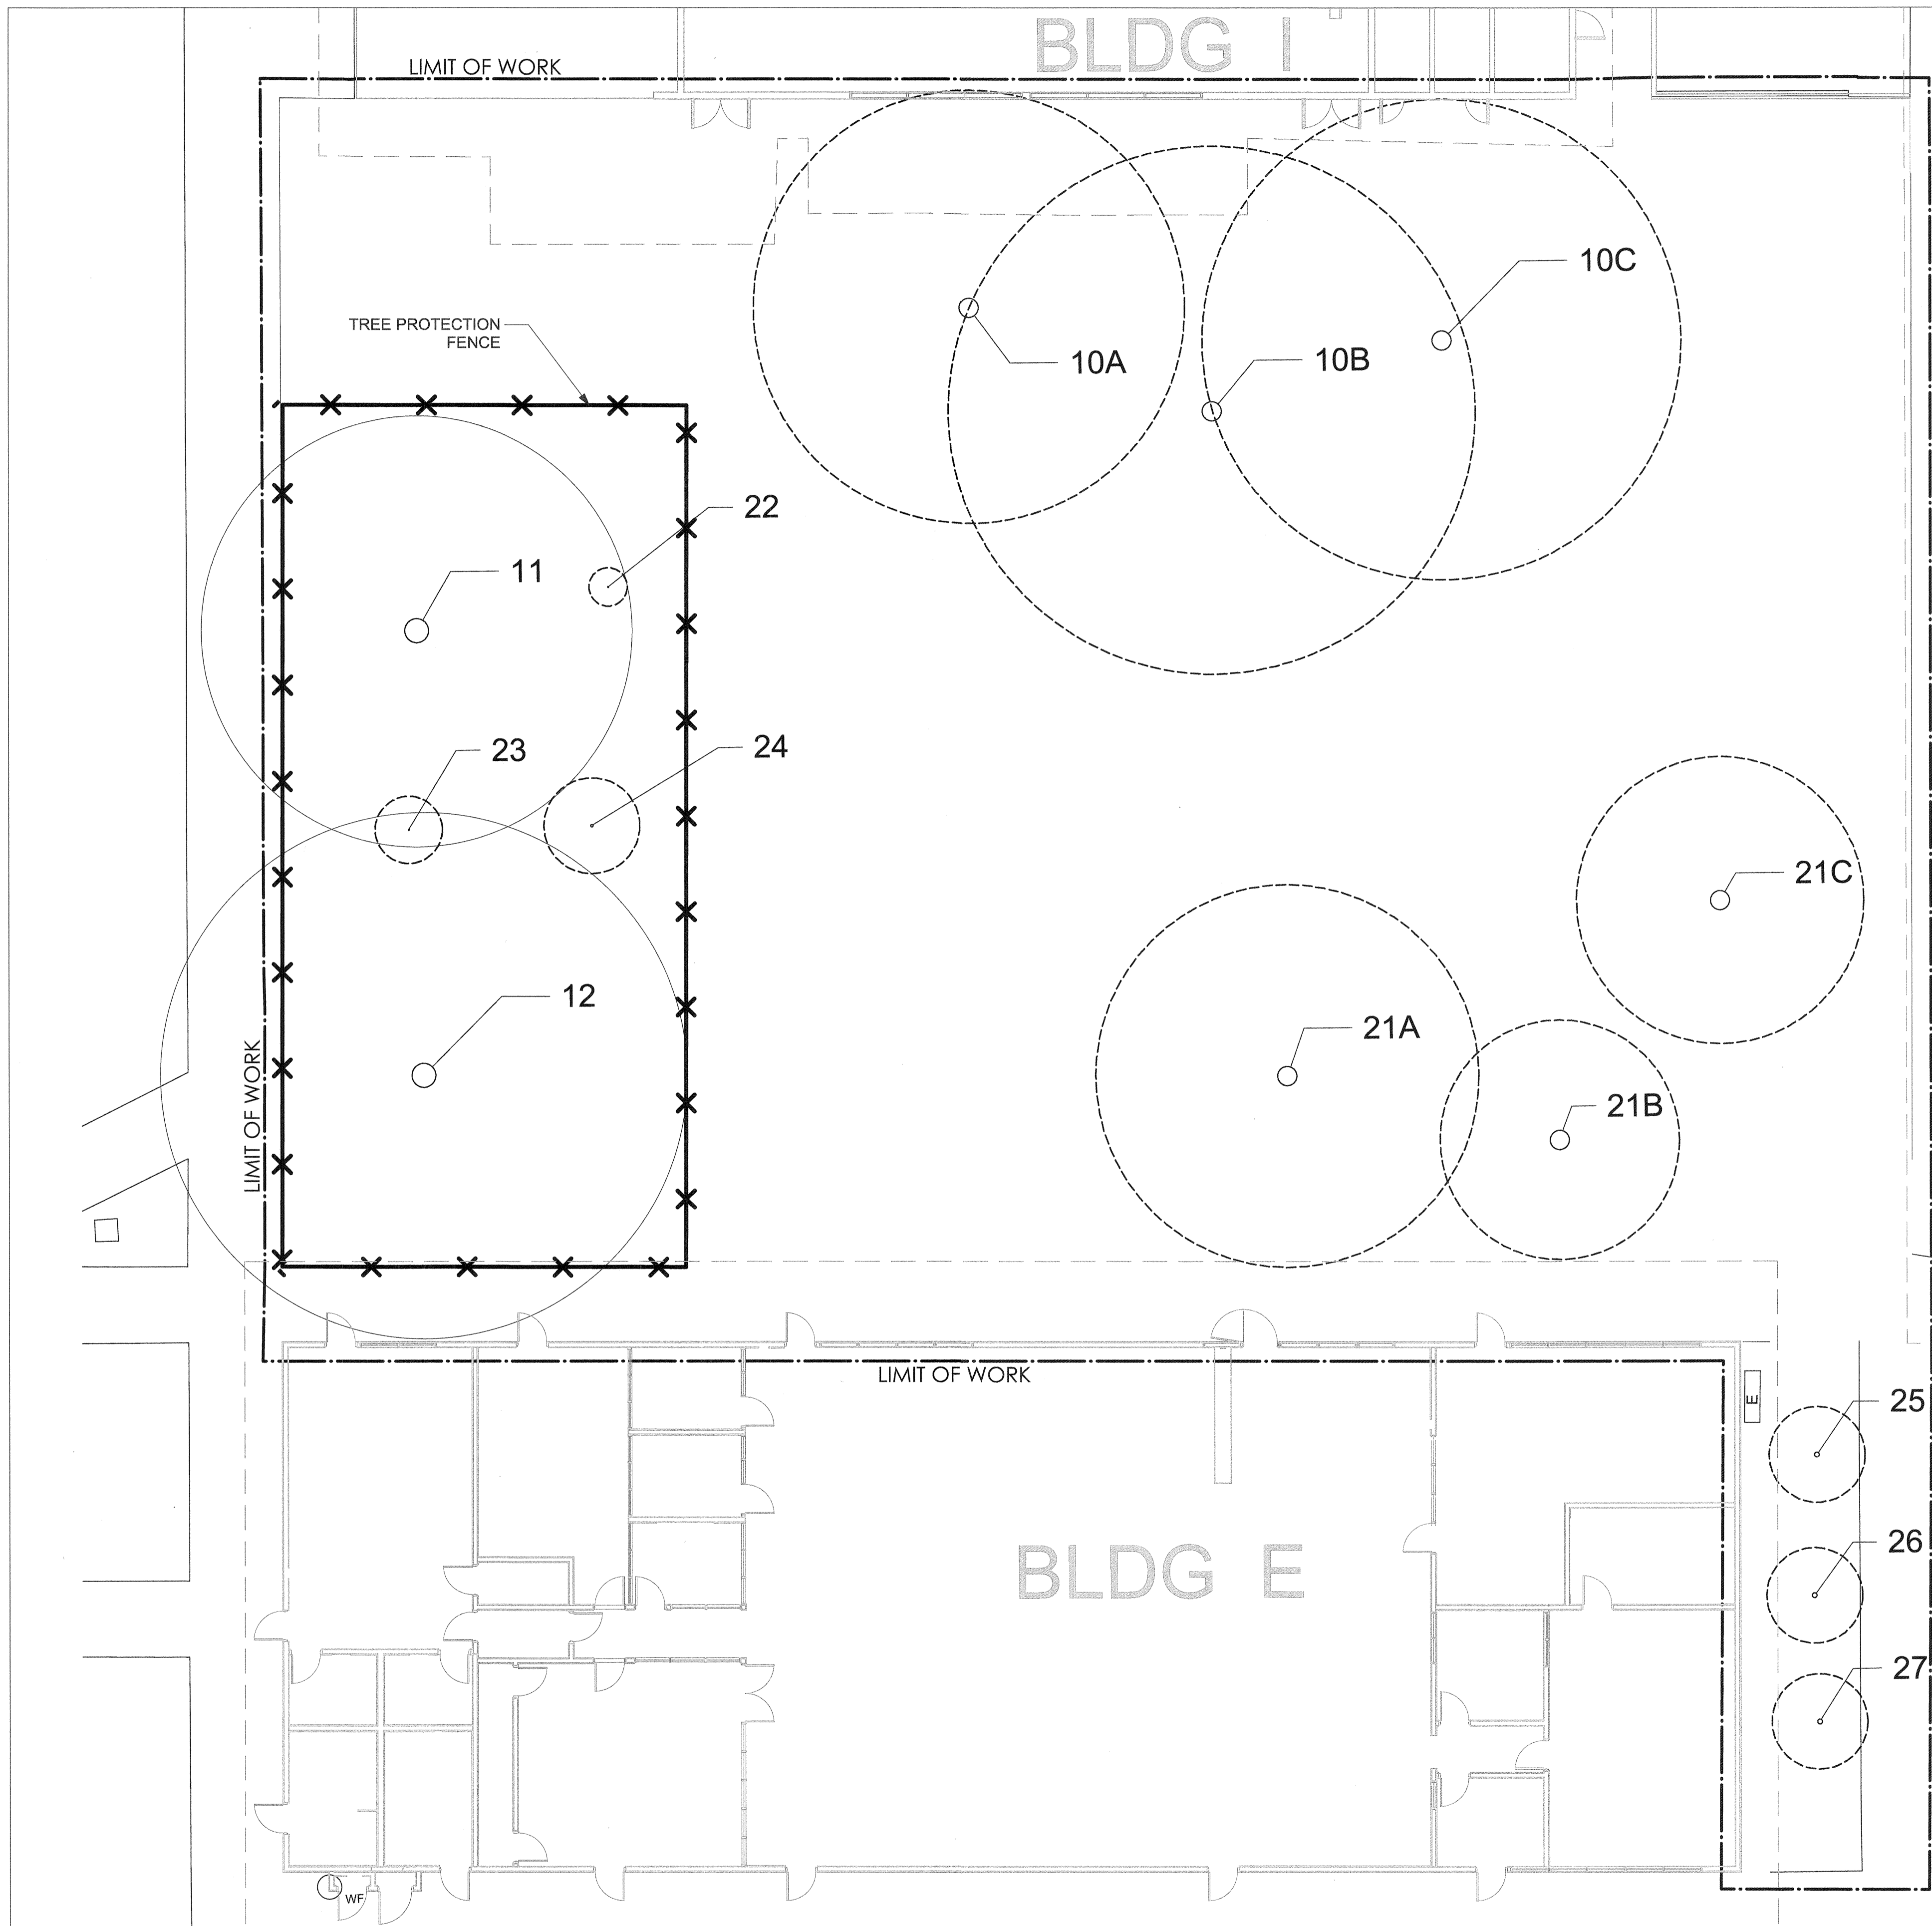 BLDG I
LIMIT OF WORK
10C
TREE PROTECTION
FENCE
10A
10B
22
11
23
24
21C
12
21A
LIMIT OF WORK
21B
LIMIT OF WORK
E
25
BLDG E
26
27
WF